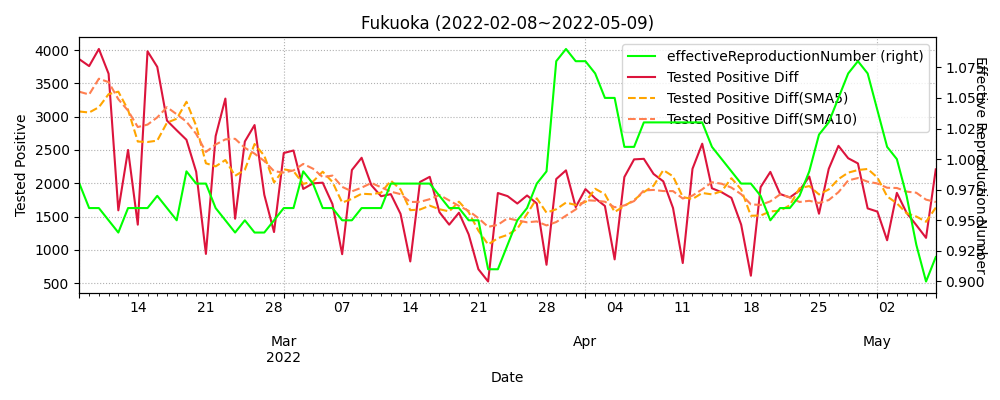 Fukuoka (2022-02-08~2022-05-09)
effectiveReproductionNumber (right)
Tested Positive Diff
Tested Positive Diff(SMA5)
Tested Positive Diff(SMA10)
Tested Positive
4000
3500
3000
2500
2000
1500
1000
500
1.075
1.050
1.025
1.000
0.975
0.950
0.925
0.900
Effective Reproduction Number
14 21 28 07 14 21 28 04 11 18 25 02
Mar Apr May
2022
Date